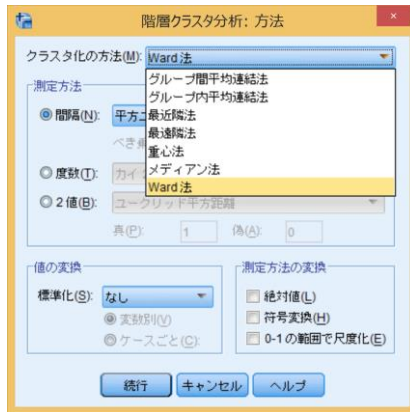 階層クラスタ分析: 方法
クラスタ化の方法(M): Ward 法
グループ間平均連結法
グループ内平均連結法
最近隣法
最遠隣法
重心法
メディアン法
Ward 法
測定方法
間隔(N): 平方ユ
べき乗
度数(T): カイ 2
2 値(B): ユークリッド平方距離
真(P): 1 偽(A): 0
値の変換
標準化(S): なし
変数別(V)
ケースごと(C):
測定方法の変換
絶対値(L)
符号変換(H)
0-1 の範囲で尺度化(E)
続行 キャンセル ヘルプ